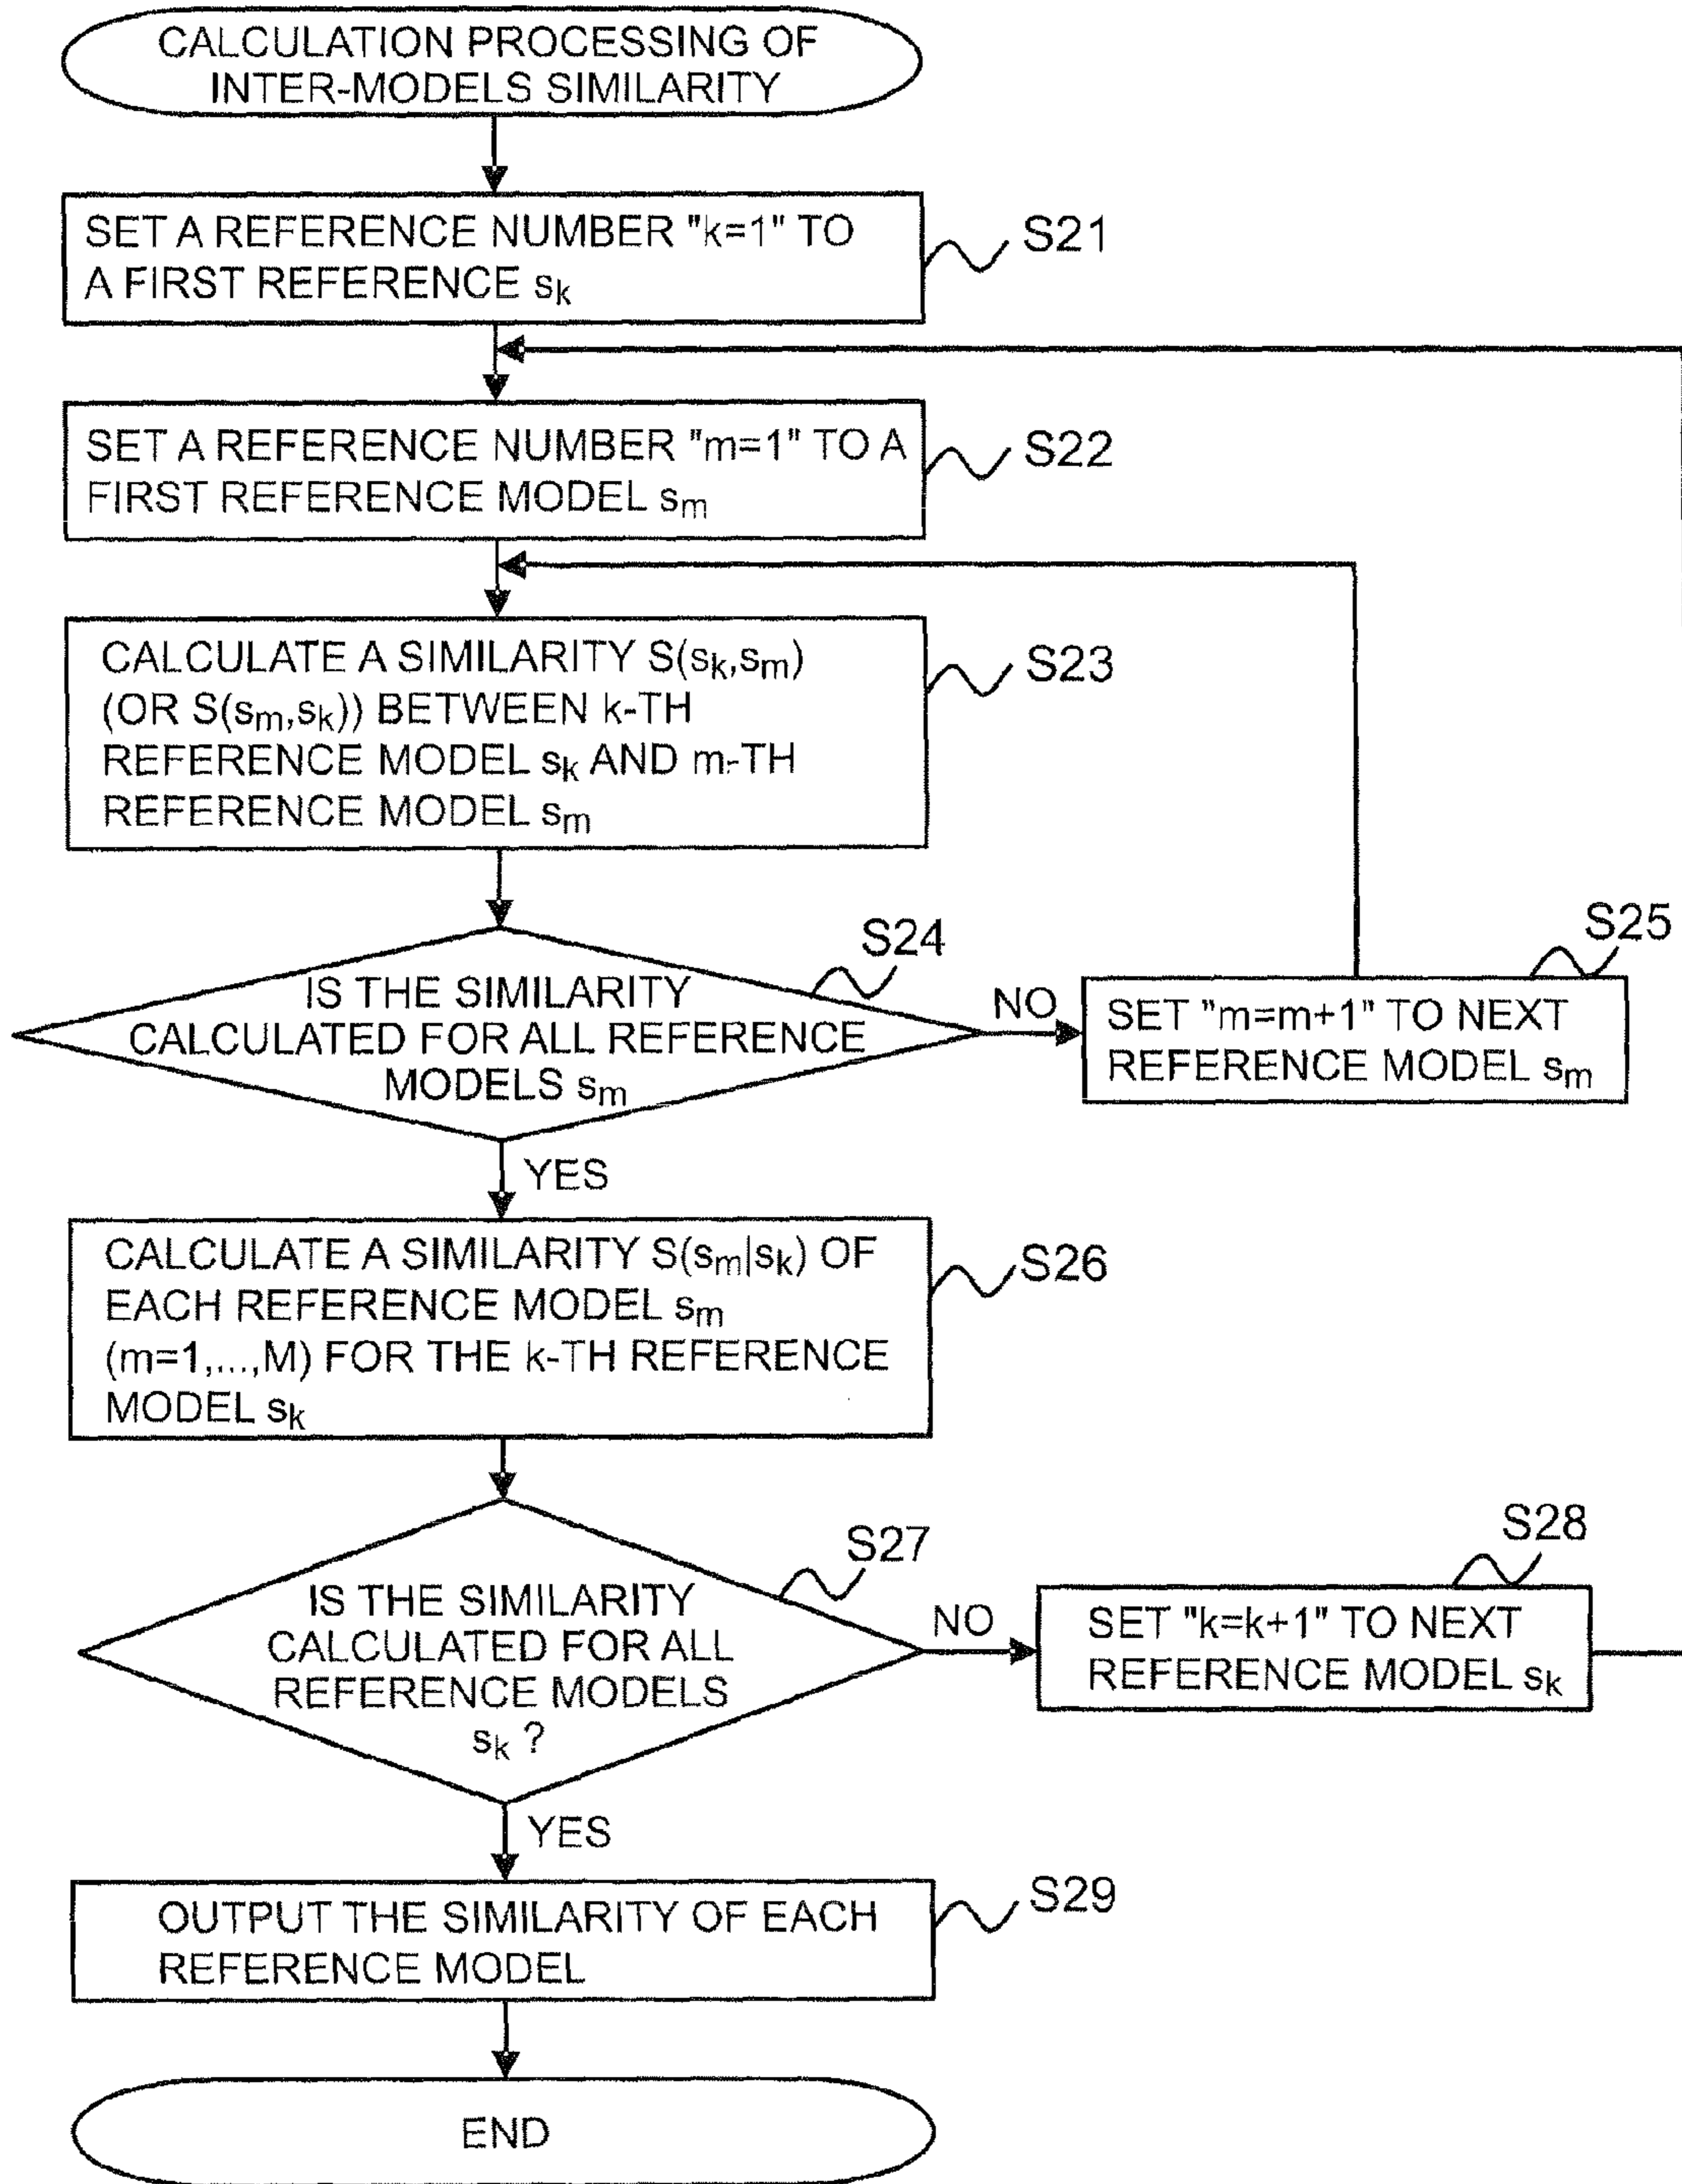 CALCULATION PROCESSING OF
INTER-MODELS SIMILARITY
SET A REFERENCE NUMBER "k=1" TO
A FIRST REFERENCE sk
S21
SET A REFERENCE NUMBER "m=1" TO A
FIRST REFERENCE MODEL sm
S22
CALCULATE A SIMILARITY S(sk,sm)
(OR S(sm,sk)) BETWEEN k-TH
REFERENCE MODEL sk AND m-TH
REFERENCE MODEL sm
S23
S24
IS THE SIMILARITY
CALCULATED FOR ALL REFERENCE
MODELS sm
NO
S25
SET "m=m+1" TO NEXT
REFERENCE MODEL sm
YES
CALCULATE A SIMILARITY S(sm|sk) OF
EACH REFERENCE MODEL sm
(m=1,...,M) FOR THE k-TH REFERENCE
MODEL sk
S26
S27
IS THE SIMILARITY
CALCULATED FOR ALL
REFERENCE MODELS
sk ?
NO
S28
SET "k=k+1" TO NEXT
REFERENCE MODEL sk
YES
OUTPUT THE SIMILARITY OF EACH
REFERENCE MODEL
S29
END